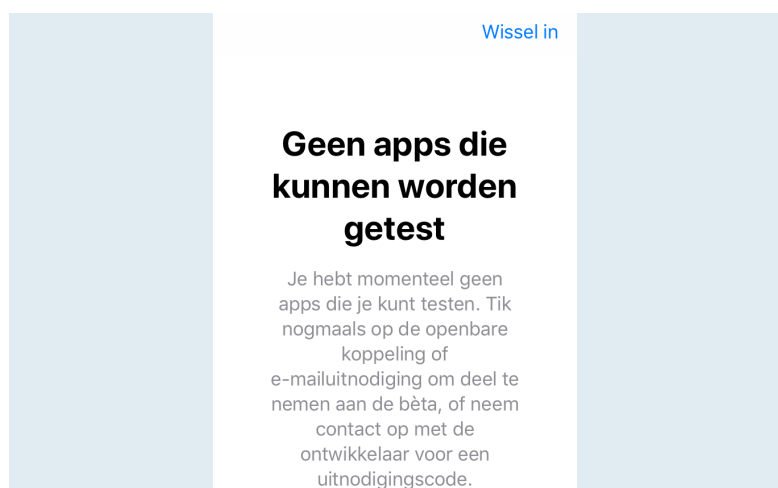 Wissel in
Geen apps die
kunnen worden
getest
Je hebt momenteel geen
apps die je kunt testen. Tik
nogmaals op de openbare
koppeling of
e-mailuitnodiging om deel te
nemen aan de bèta, of neem
contact op met de
ontwikkelaar voor een
uitnodigingscode.